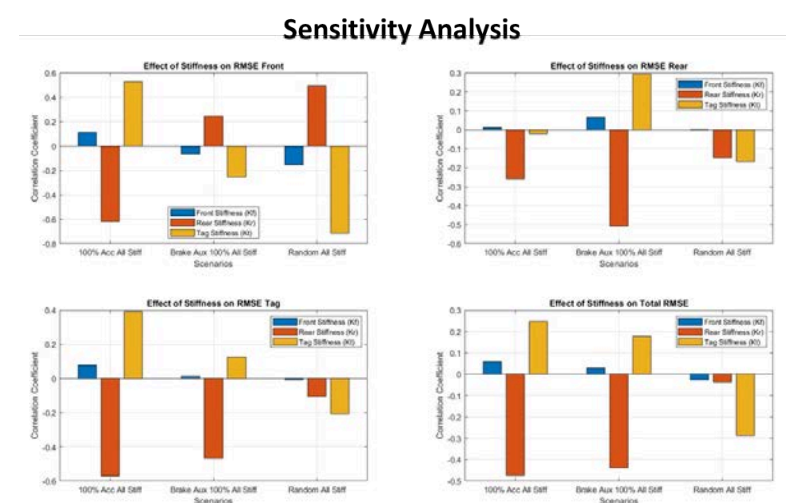 Sensitivity Analysis
Effect of Stiffness on RMSE Front
0.6
0.4
0.2
0
-0.2
-0.4
-0.6
-0.8
Correlation Coefficient
Front Stiffness (Kf)
Rear Stiffness (Kr)
Tag Stiffness (Kt)
100% Acc All Stiff
Brake Aux 100% All Stiff
Random All Stiff
Scenarios
Effect of Stiffness on RMSE Rear
0.3
0.2
0.1
0
-0.1
-0.2
-0.3
-0.4
-0.5
-0.6
Correlation Coefficient
Front Stiffness (Kf)
Rear Stiffness (Kr)
Tag Stiffness (Kt)
100% Acc All Stiff
Brake Aux 100% All Stiff
Random All Stiff
Scenarios
Effect of Stiffness on RMSE Tag
0.4
0.2
0
-0.2
-0.4
-0.6
Correlation Coefficient
Front Stiffness (Kf)
Rear Stiffness (Kr)
Tag Stiffness (Kt)
100% Acc All Stiff
Brake Aux 100% All Stiff
Random All Stiff
Scenarios
Effect of Stiffness on Total RMSE
0.3
0.2
0.1
0
-0.1
-0.2
-0.3
-0.4
-0.5
Correlation Coefficient
Front Stiffness (Kf)
Rear Stiffness (Kr)
Tag Stiffness (Kt)
100% Acc All Stiff
Brake Aux 100% All Stiff
Random All Stiff
Scenarios